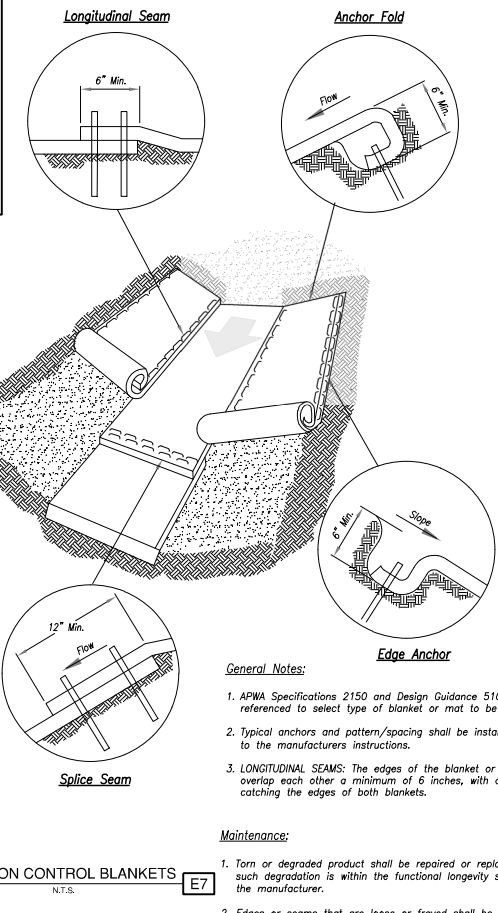 Longitudinal Seam
Anchor Fold
6" Min.
Flow
6" Min.
6" Min.
Slope
12" Min.
Flow
Edge Anchor
Splice Seam
General Notes:
1. APWA Specifications 2150 and Design Guidance 510
referenced to select type of blanket or mat to be
2. Typical anchors and pattern/spacing shall be insta
to the manufacturers instructions.
3. LONGITUDINAL SEAMS: The edges of the blanket or
overlap each other a minimum of 6 inches, with
catching the edges of both blankets.
Maintenance:
1. Torn or degraded product shall be repaired or repla
such degradation is within the functional longevity s
the manufacturer.
2. Edges or seams that are loose or frayed shall be
ON CONTROL BLANKETS
N.T.S.
E7